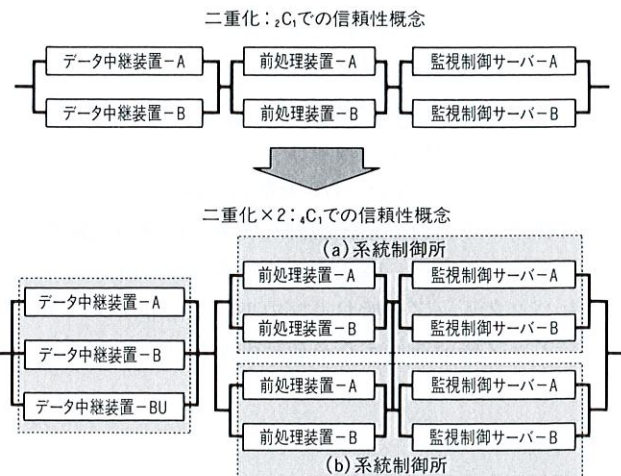 二重化：₂C₁での信頼性概念
データ中継装置－A
前処理装置－A
監視制御サーバ－A
データ中継装置－B
前処理装置－B
監視制御サーバ－B
二重化×2：₄C₁での信頼性概念
(a)系統制御所
データ中継装置－A
データ中継装置－B
データ中継装置－BU
前処理装置－A
監視制御サーバ－A
前処理装置－B
監視制御サーバ－B
前処理装置－A
監視制御サーバ－A
前処理装置－B
監視制御サーバ－B
(b)系統制御所